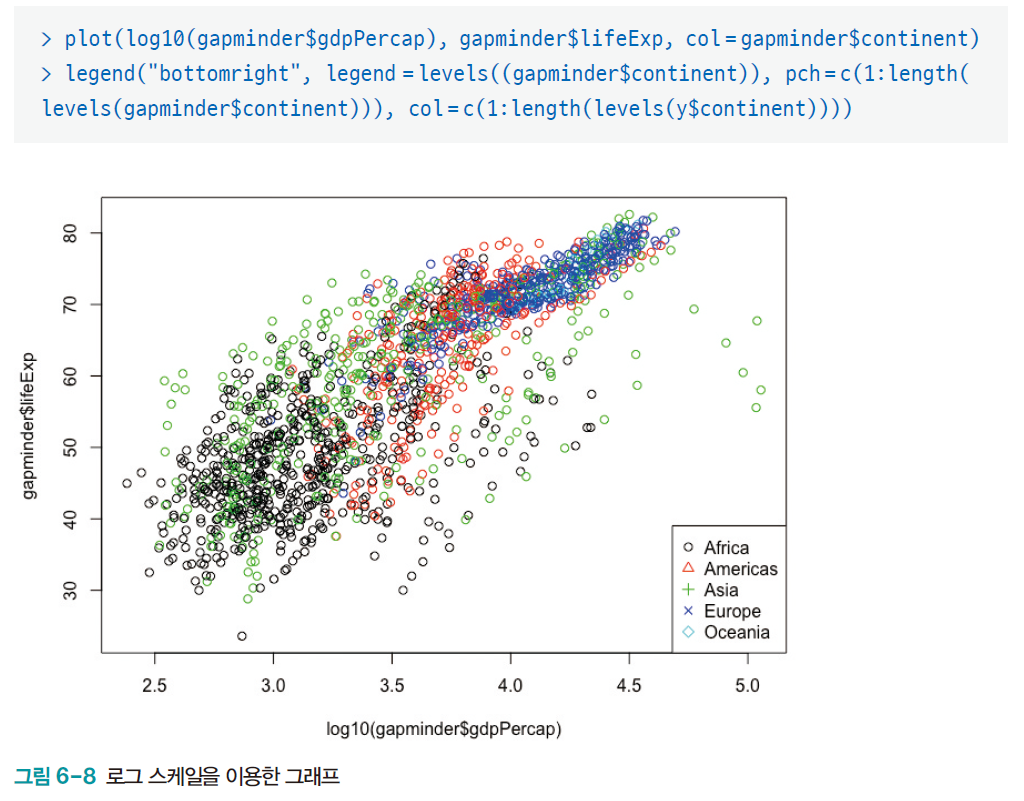 > plot(log10(gapminder$gdpPercap), gapminder$lifeExp, col=gapminder$continent)
> legend("bottomright", legend=levels((gapminder$continent)), pch=c(1:length(
levels(gapminder$continent))), col=c(1:length(levels(y$continent))))
gapminder$lifeExp
80
70
60
50
40
30
Africa
Americas
Asia
Europe
Oceania
2.5 3.0 3.5 4.0 4.5 5.0
log10(gapminder$gdpPercap)
그림 6-8 로그 스케일을 이용한 그래프